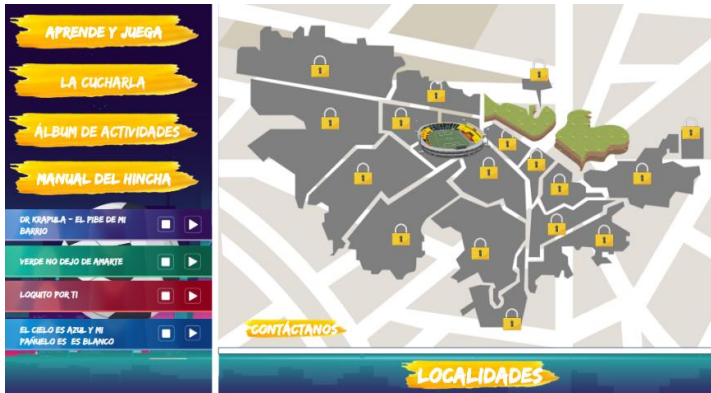 APRENDE Y JUEGA
LA CUCHARLA
ÁLBUM DE ACTIVIDADES
MANUAL DEL HINCHA
DR KRAPULA - EL PIBE DE MI
BARRIO
VERDE NO DEJO DE AMARTE
LOQUITO POR TI
EL CIELO ES AZUL Y MI
PAÑUELO ES ES BLANCO
CONTÁCTANOS
LOCALIDADES